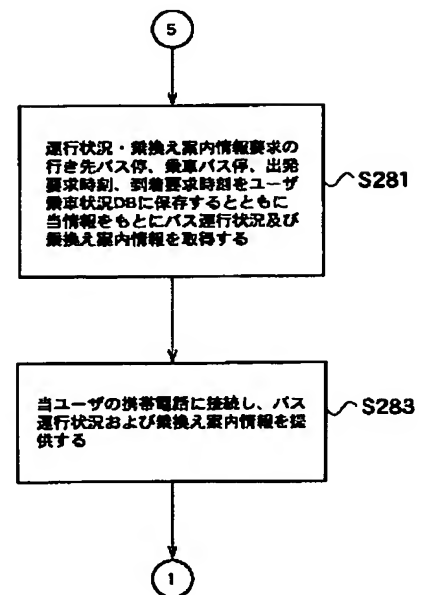 5
運行状況・乗換え案内情報要求の
行き先バス停、乗車バス停、出発
要求時刻、到着要求時刻をユーザ
乗車状況DBに保存するとともに
当情報をもとにバス運行状況及び
乗換え案内情報を取得する
S281
当ユーザの携帯電話に接続し、バス
運行状況および乗換え案内情報を提
供する
S283
1